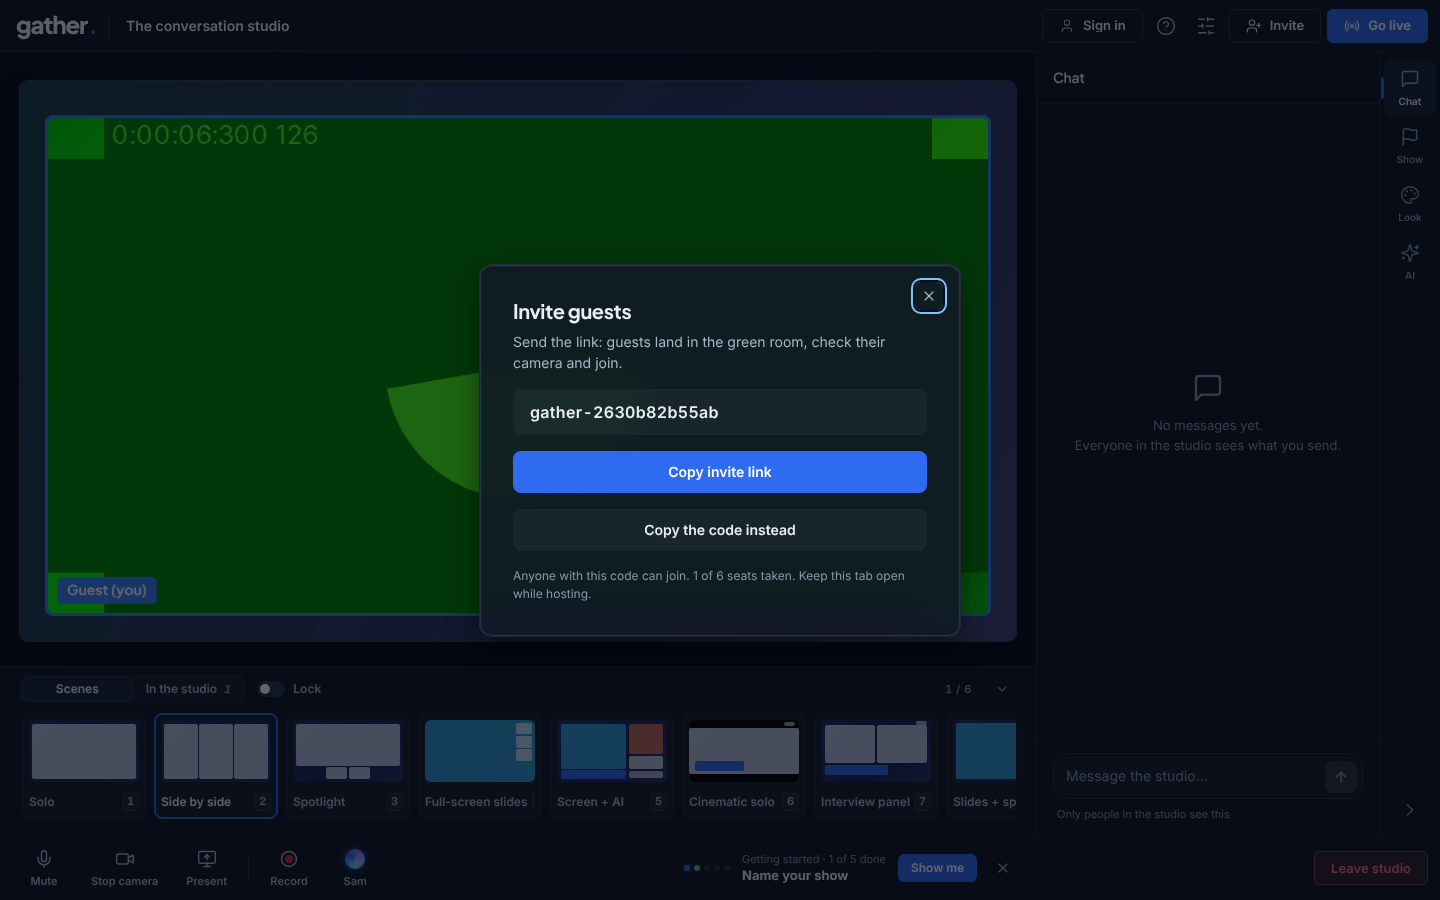 gather.
The conversation studio
Sign in
Invite
Go live
0:00:06:300 126
Guest (you)
Invite guests
Send the link: guests land in the green room, check their
camera and join.
gather-2630b82b55ab
Copy invite link
Copy the code instead
Anyone with this code can join. 1 of 6 seats taken. Keep this tab open
while hosting.
Chat
No messages yet.
Everyone in the studio sees what you send.
Message the studio...
Only people in the studio see this
Chat
Show
Look
AI
Scenes
In the studio 1
Lock
1 / 6
Solo 1
Side by side 2
Spotlight 3
Full-screen slides
Screen + AI 5
Cinematic solo 6
Interview panel 7
Slides + sp
Mute
Stop camera
Present
Record
Sam
Getting started · 1 of 5 done
Name your show
Show me
Leave studio